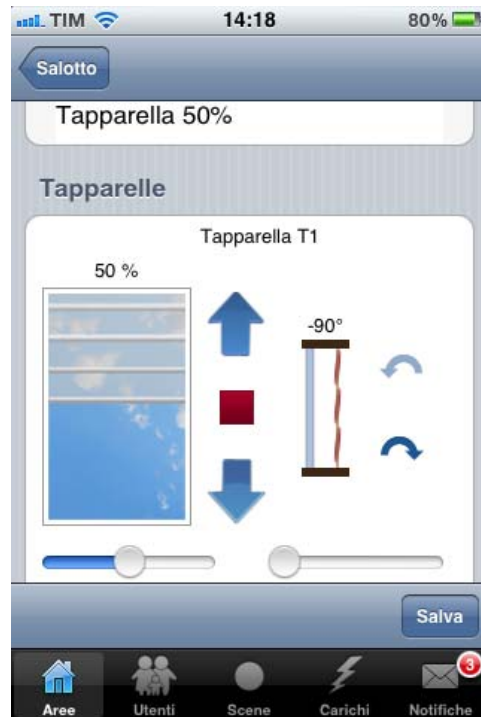 TIM 14:18 80%
Salotto
Tapparella 50%
Tapparelle
Tapparella T1
50 %
-90°
Salva
3
Aree Utenti Scene Carichi Notifiche